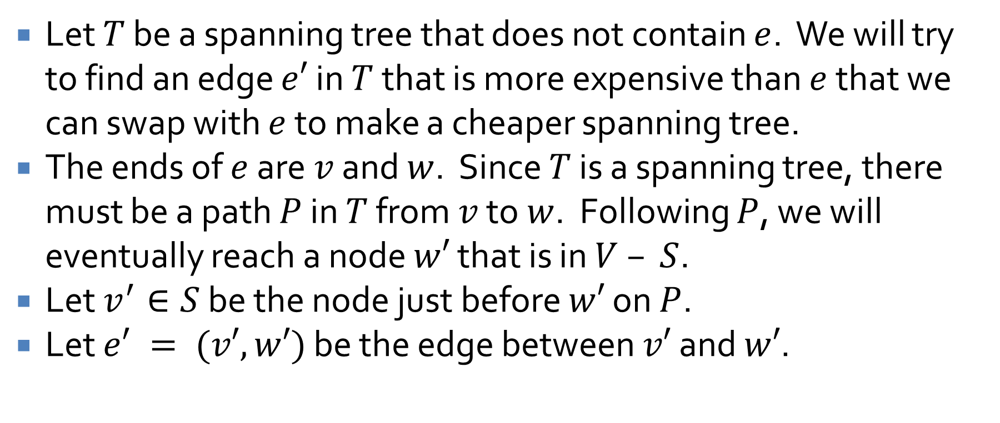 ▪ Let 𝑇 be a spanning tree that does not contain 𝑒. We will try
to find an edge 𝑒′ in 𝑇 that is more expensive than 𝑒 that we
can swap with 𝑒 to make a cheaper spanning tree.
▪ The ends of 𝑒 are 𝑣 and 𝑤. Since 𝑇 is a spanning tree, there
must be a path 𝑃 in 𝑇 from 𝑣 to 𝑤. Following 𝑃, we will
eventually reach a node 𝑤′ that is in 𝑉 – 𝑆.
▪ Let 𝑣′ ∈ 𝑆 be the node just before 𝑤′ on 𝑃.
▪ Let 𝑒′ = (𝑣′, 𝑤′) be the edge between 𝑣′ and 𝑤′.